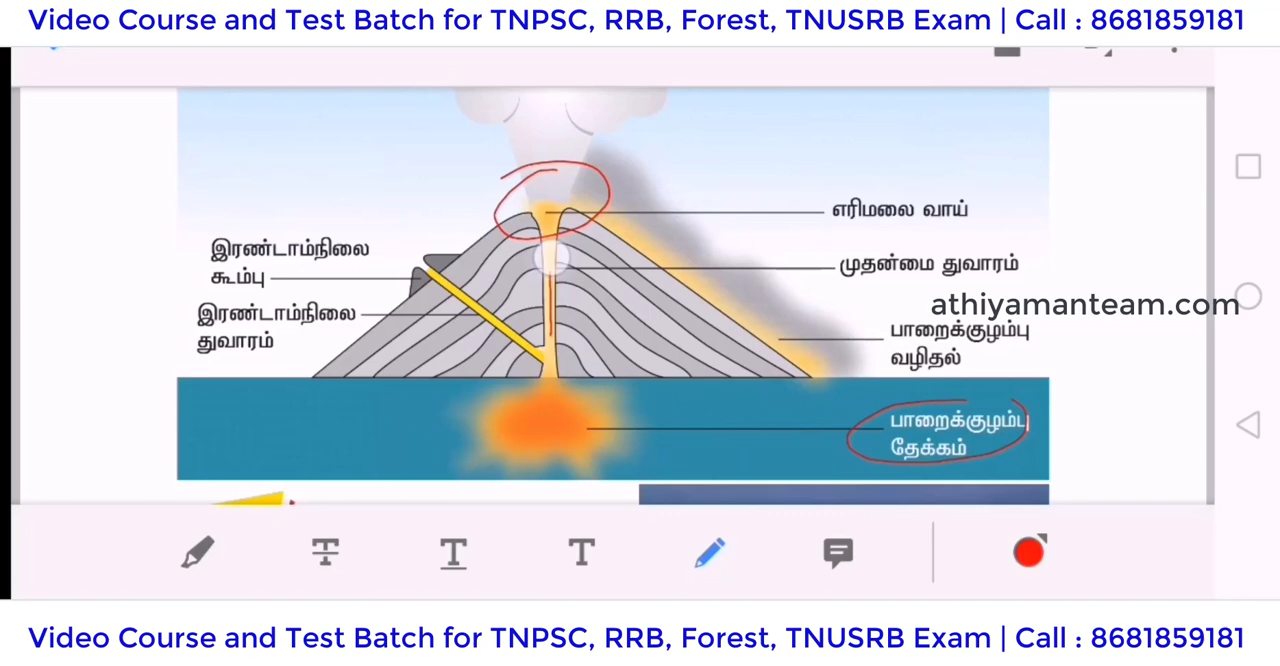 Video Course and Test Batch for TNPSC, RRB, Forest, TNUSRB Exam | Call : 8681859181
எரிமலை வாய்
இரண்டாம்நிலை
கூம்பு
முதன்மை துவாரம்
athiyamanteam.com
இரண்டாம்நிலை
துவாரம்
பாறைக்குழம்பு
வழிதல்
பாறைக்குழம்பு
தேக்கம்
Video Course and Test Batch for TNPSC, RRB, Forest, TNUSRB Exam | Call : 8681859181